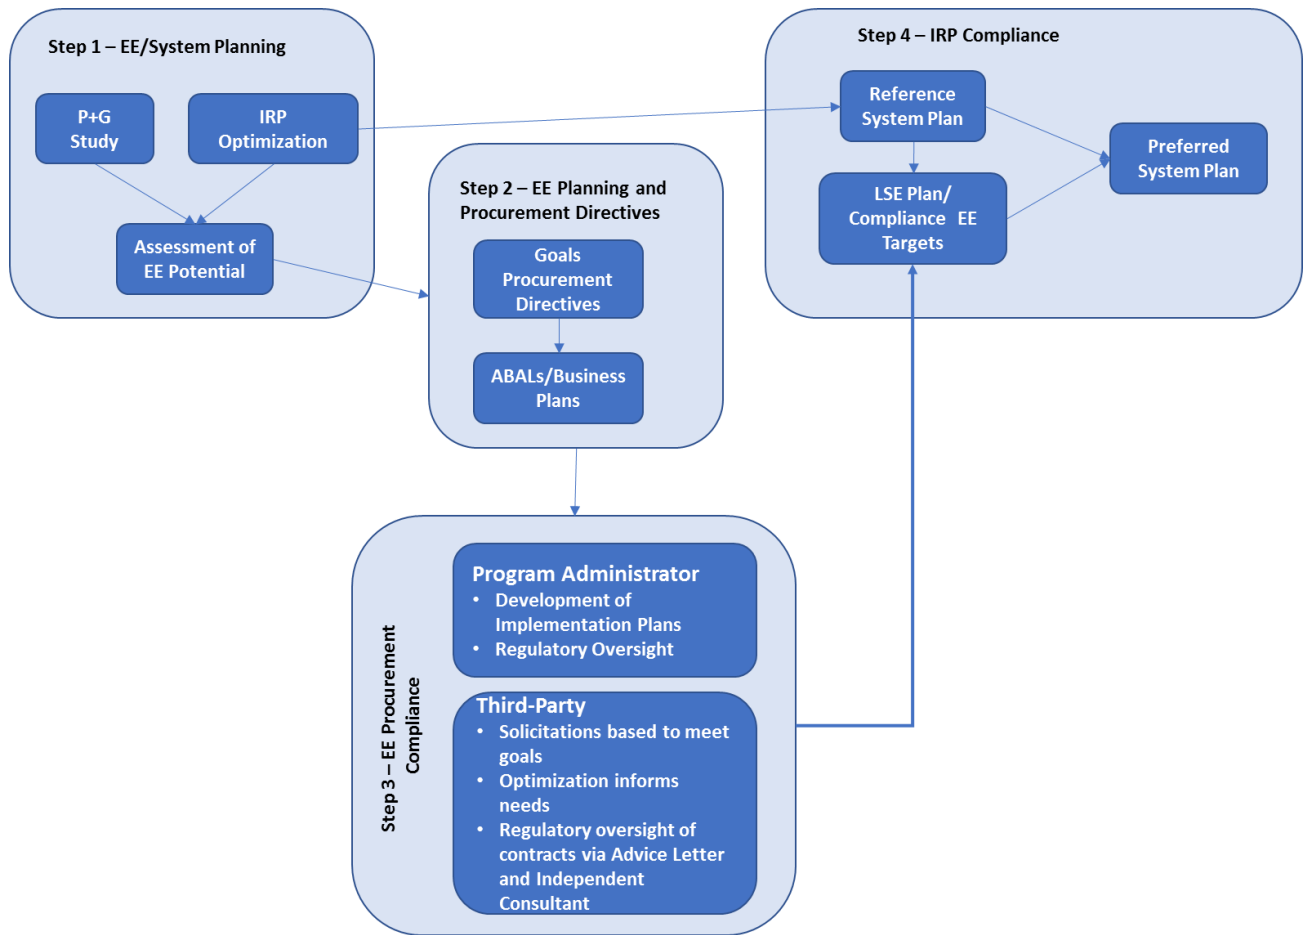 Step 1 – EE/System Planning
P+G
Study
IRP
Optimization
Assessment of
EE Potential
Step 2 – EE Planning and
Procurement Directives
Goals
Procurement
Directives
ABALs/Business
Plans
Step 3 – EE Procurement
Compliance
Program Administrator
• Development of
Implementation Plans
• Regulatory Oversight
Third-Party
• Solicitations based to meet
goals
• Optimization informs
needs
• Regulatory oversight of
contracts via Advice Letter
and Independent
Consultant
Step 4 – IRP Compliance
Reference
System Plan
LSE Plan/
Compliance EE
Targets
Preferred
System Plan